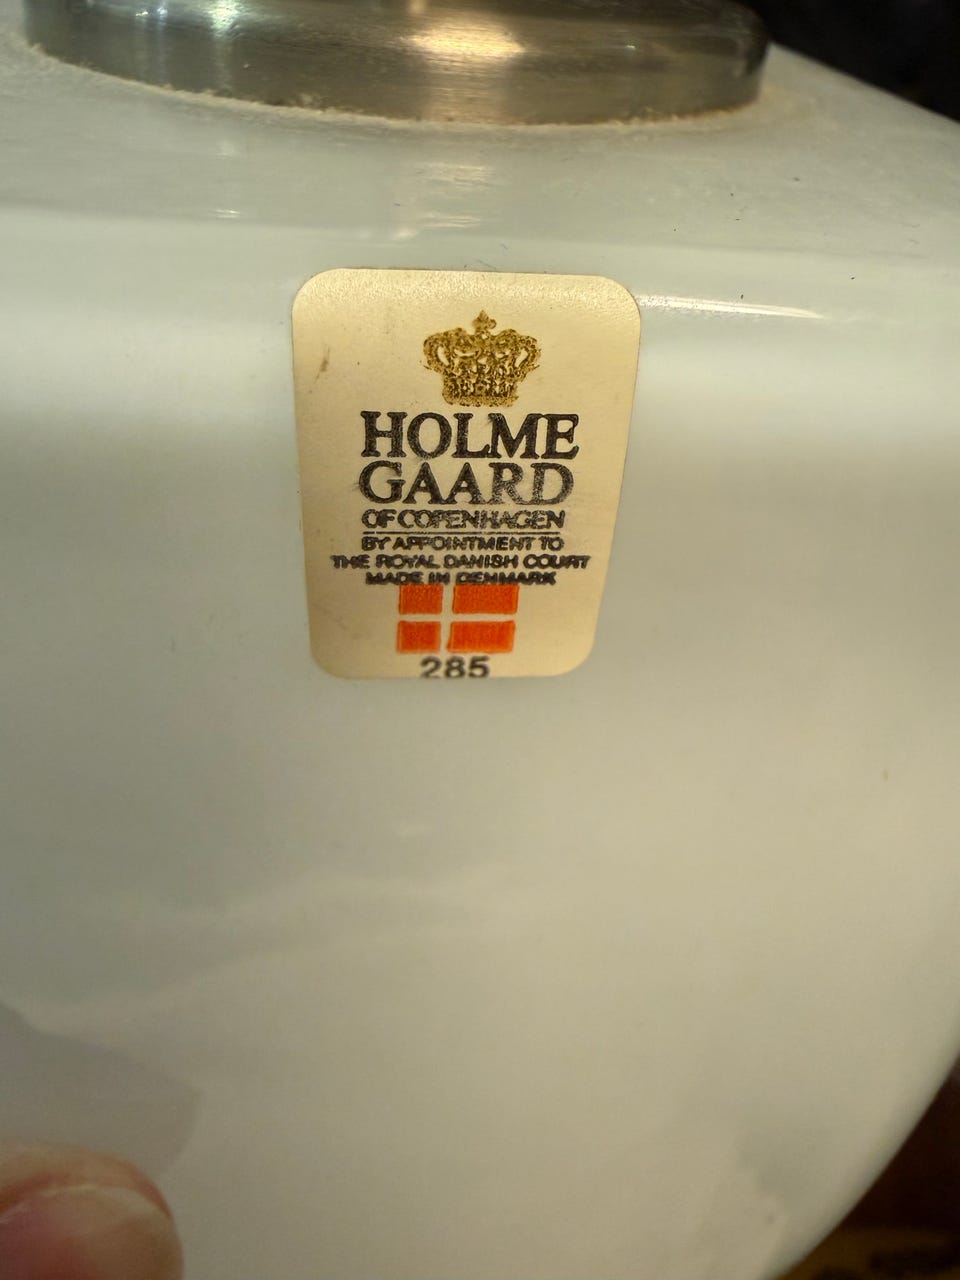 HOLME
GAARD
OF COPENHAGEN
BY APPOINTMENT TO
THE ROYAL DANISH COURT
MADE IN DENMARK
285